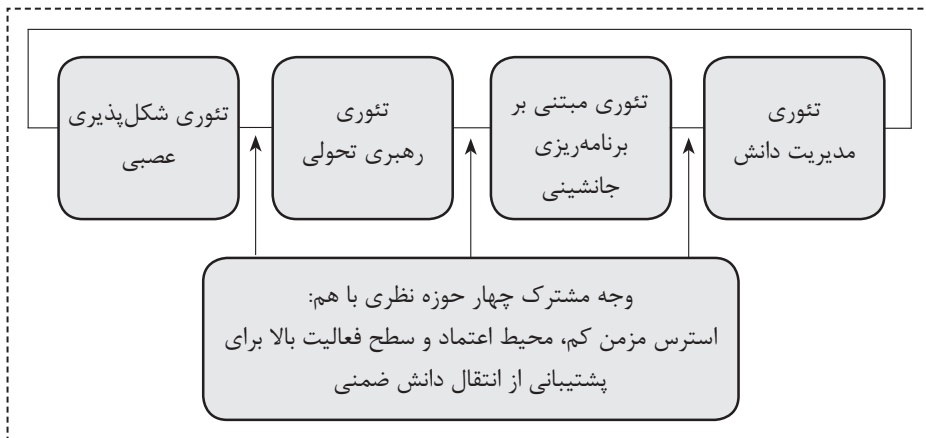 تئوری
مدیریت دانش
تئوری مبتنی بر
برنامه‌ریزی
جانشینی
تئوری
رهبری تحولی
تئوری شکل‌پذیری
عصبی
وجه مشترک چهار حوزه نظری با هم:
استرس مزمن کم، محیط اعتماد و سطح فعالیت بالا برای
پشتیبانی از انتقال دانش ضمنی